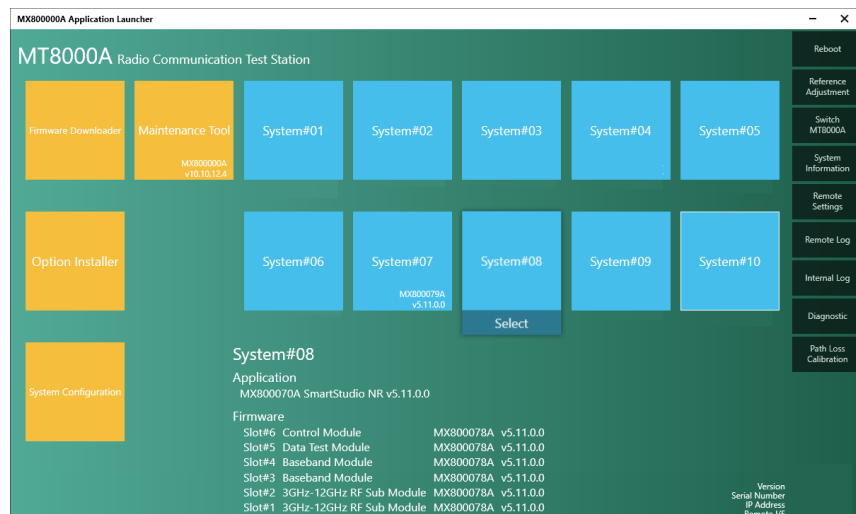 MX800000A Application Launcher
MT8000A Radio Communication Test Station
Reboot
Reference
Adjustment
Switch
MT8000A
System
Information
Remote
Settings
Remote Log
Internal Log
Diagnostic
Path Loss
Calibration
Firmware Downloader
Maintenance Tool
MX800000A
v10.10.12.4
System#01
System#02
System#03
System#04
System#05
Option Installer
System#06
System#07
MX800079A
v5.11.0.0
System#08
Select
System#09
System#10
System Configuration
System#08
Application
MX800070A SmartStudio NR v5.11.0.0
Firmware
Slot#6 Control Module MX800078A v5.11.0.0
Slot#5 Data Test Module MX800078A v5.11.0.0
Slot#4 Baseband Module MX800078A v5.11.0.0
Slot#3 Baseband Module MX800078A v5.11.0.0
Slot#2 3GHz-12GHz RF Sub Module MX800078A v5.11.0.0
Slot#1 3GHz-12GHz RF Sub Module MX800078A v5.11.0.0
Version
Serial Number
IP Address
Remote I/F